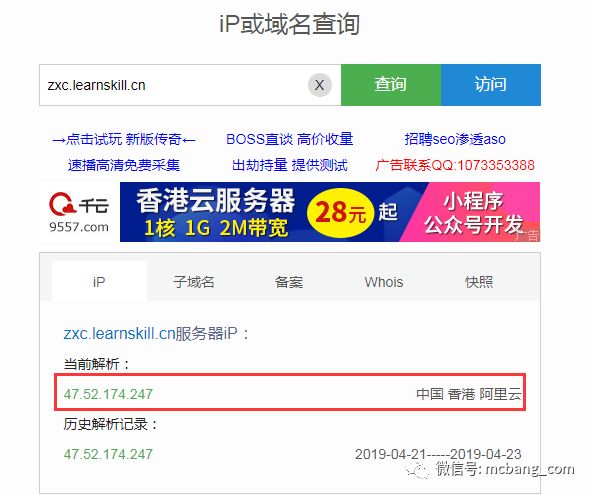 iP或域名查询
zxc.learnskill.cn X 查询 访问
→点击试玩 新版传奇← BOSS直谈 高价收量 招聘seo渗透aso
速播高清免费采集 出劫持量 提供测试 广告联系QQ:1073353388
千云 香港云服务器 28元 起 小程序
9557.com 1核 1G 2M带宽 公众号开发
广告
iP 子域名 备案 Whois 快照
zxc.learnskill.cn服务器iP：
当前解析：
47.52.174.247 中国 香港 阿里云
历史解析记录：
47.52.174.247 2019-04-21-----2019-04-23
微信号: mcbang_com